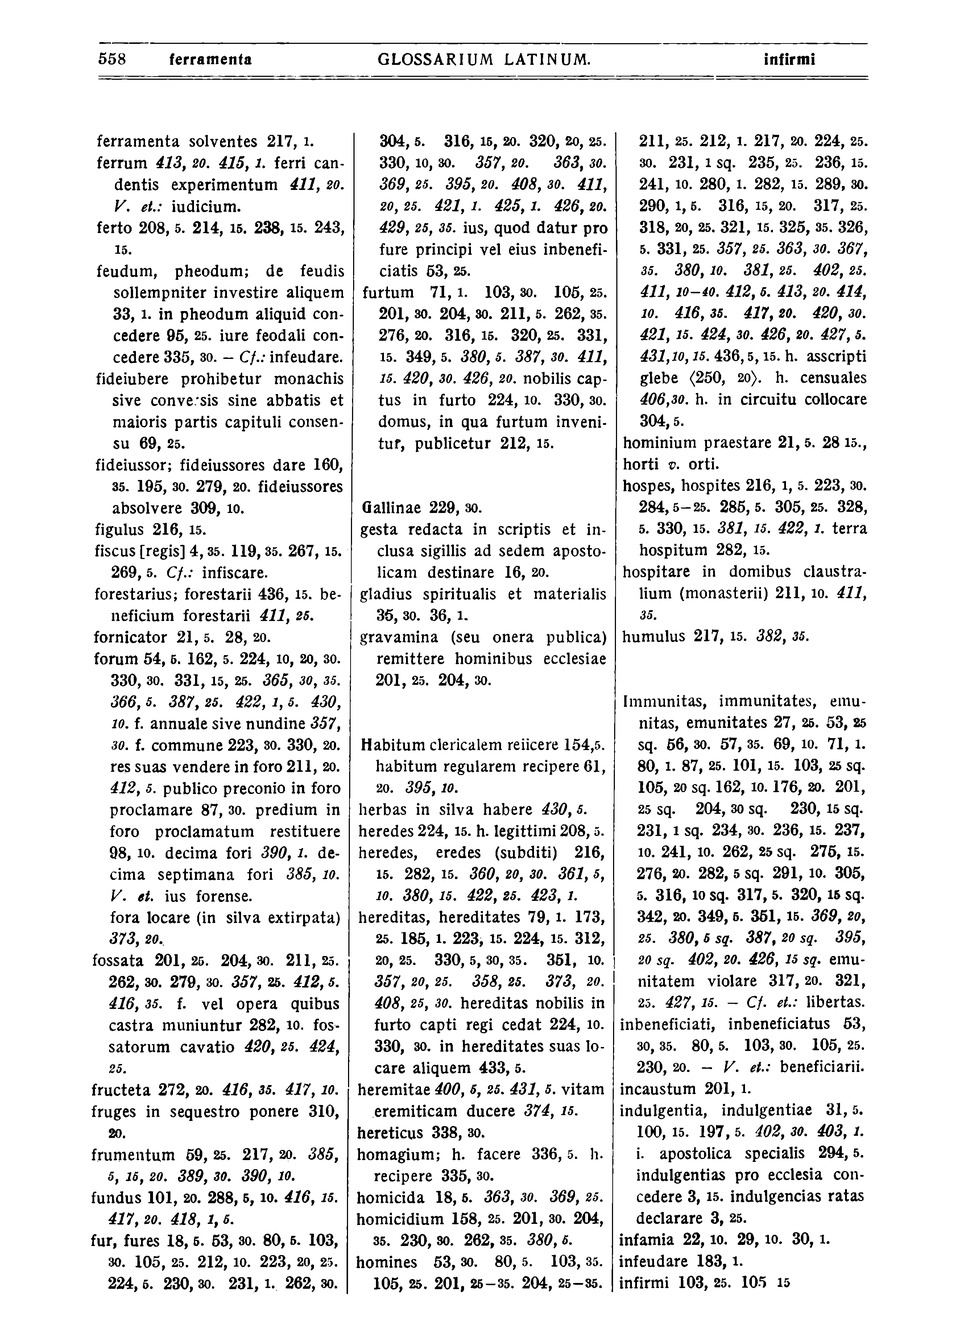 558 ferramenta GLOSSARIUM LATINUM. infirmi
ferramenta solventes 217, 1.
ferrum 413, 20. 415, 1. ferri can-
dentis experimentum 411, 20.
V. et.: iudicium.
ferto 208, 5. 214, 15. 238, 15. 243,
15.
feudum, pheodum; de feudis
sollempniter investire aliquem
33, 1. in pheodum aliquid con-
cedere 95, 25. iure feodali con-
cedere 335, 30. — Cf.: infeudare.
fideiubere prohibetur monachis
sive conversis sine abbatis et
maioris partis capituli consen-
su 69, 25.
fideiussor; fideiussores dare 160,
35. 195, 30. 279, 20. fideiussores
absolvere 309, 10.
figulus 216, 15.
fiscus [regis] 4, 35. 119, 35. 267, 15.
269, 5. Cf.: infiscare.
forestarius; forestarii 436, 15. be-
neficium forestarii 411, 25.
fornicator 21, 5. 28, 20.
forum 54, 5. 162, 5. 224, 10, 20, 30.
330, 30. 331, 15, 25. 365, 30, 35.
366, 5. 387, 25. 422, 1, 5. 430,
10. f. annuale sive nundine 357,
30. f. commune 223, 30. 330, 20.
res suas vendere in foro 211, 20.
412, 5. publico preconio in foro
proclamare 87, 30. predium in
foro proclamatum restituere
98, 10. decima fori 390, 1. de-
cima septimana fori 385, 10.
V. et. ius forense.
fora locare (in silva extirpata)
373, 20.
fossata 201, 25. 204, 30. 211, 25.
262, 30. 279, 30. 357, 25. 412, 5.
416, 35. f. vel opera quibus
castra muniuntur 282, 10. fos-
satorum cavatio 420, 25. 424,
25.
fructeta 272, 20. 416, 35. 417, 10.
fruges in sequestro ponere 310,
20.
frumentum 59, 25. 217, 20. 385,
5, 15, 20. 389, 30. 390, 10.
fundus 101, 20. 288, 5, 10. 416, 15.
417, 20. 418, 1, 5.
fur, fures 18, 5. 53, 30. 80, 5. 103,
30. 105, 25. 212, 10. 223, 20, 25.
224, 5. 230, 30. 231, 1. 262, 30.
304, 5. 316, 15, 20. 320, 20, 25.
330, 10, 30. 357, 20. 363, 30.
369, 25. 395, 20. 408, 30. 411,
20, 25. 421, 1. 425, 1. 426, 20.
429, 25, 35. ius, quod datur pro
fure principi vel eius inbenefi-
ciatis 53, 25.
furtum 71, 1. 103, 30. 105, 25.
201, 30. 204, 30. 211, 5. 262, 35.
276, 20. 316, 15. 320, 25. 331,
15. 349, 5. 380, 5. 387, 30. 411,
15. 420, 30. 426, 20. nobilis cap-
tus in furto 224, 10. 330, 30.
domus, in qua furtum inveni-
tur, publicetur 212, 15.
Gallinae 229, 30.
gesta redacta in scriptis et in-
clusa sigillis ad sedem aposto-
licam destinare 16, 20.
gladius spiritualis et materialis
35, 30. 36, 1.
gravamina (seu onera publica)
remittere hominibus ecclesiae
201, 25. 204, 30.
Habitum clericalem reiicere 154,5.
habitum regularem recipere 61,
20. 395, 10.
herbas in silva habere 430, 5.
heredes 224, 15. h. legittimi 208, 5.
heredes, eredes (subditi) 216,
15. 282, 15. 360, 20, 30. 361, 5,
10. 380, 15. 422, 25. 423, 1.
hereditas, hereditates 79, 1. 173,
25. 185, 1. 223, 15. 224, 15. 312,
20, 25. 330, 5, 30, 35. 351, 10.
357, 20, 25. 358, 25. 373, 20.
408, 25, 30. hereditas nobilis in
furto capti regi cedat 224, 10.
330, 30. in hereditates suas lo-
care aliquem 433, 5.
heremitae 400, 5, 25. 431, 5. vitam
eremiticam ducere 374, 15.
hereticus 338, 30.
homagium; h. facere 336, 5. h.
recipere 335, 30.
homicida 18, 5. 363, 30. 369, 25.
homicidium 158, 25. 201, 30. 204,
35. 230, 30. 262, 35. 380, 5.
homines 53, 30. 80, 5. 103, 35.
105, 25. 201, 25—35. 204, 25—35.
211, 25. 212, 1. 217, 20. 224, 25.
30. 231, 1 sq. 235, 25. 236, 15.
241, 10. 280, 1. 282, 15. 289, 30.
290, 1, 5. 316, 15, 20. 317, 25.
318, 20, 25. 321, 15. 325, 35. 326,
5. 331, 25. 357, 25. 363, 30. 367,
35. 380, 10. 381, 25. 402, 25.
411, 10—40. 412, 5. 413, 20. 414,
10. 416, 35. 417, 20. 420, 30.
421, 15. 424, 30. 426, 20. 427, 5.
431,10,15. 436, 5, 15. h. asscripti
glebe ⟨250, 20⟩. h. censuales
406,30. h. in circuitu collocare
304, 5.
hominium praestare 21, 5. 28 15.,
horti v. orti.
hospes, hospites 216, 1, 5. 223, 30.
284, 5—25. 285, 5. 305, 25. 328,
5. 330, 15. 381, 15. 422, 1. terra
hospitum 282, 15.
hospitare in domibus claustra-
lium (monasterii) 211, 10. 411,
35.
humulus 217, 15. 382, 35.
Immunitas, immunitates, emu-
nitas, emunitates 27, 25. 53, 25
sq. 56, 30. 57, 35. 69, 10. 71, 1.
80, 1. 87, 25. 101, 15. 103, 25 sq.
105, 20 sq. 162, 10. 176, 20. 201,
25 sq. 204, 30 sq. 230, 15 sq.
231, 1 sq. 234, 30. 236, 15. 237,
10. 241, 10. 262, 25 sq. 275, 15.
276, 20. 282, 5 sq. 291, 10. 305,
5. 316, 10 sq. 317, 5. 320, 15 sq.
342, 20. 349, 5. 351, 15. 369, 20,
25. 380, 5 sq. 387, 20 sq. 395,
20 sq. 402, 20. 426, 15 sq. emu-
nitatem violare 317, 20. 321,
25. 427, 15. — Cf. et.: libertas.
inbeneficiati, inbeneficiatus 53,
30, 35. 80, 5. 103, 30. 105, 25.
230, 20. — V. et.: beneficiarii.
incaustum 201, 1.
indulgentia, indulgentiae 31, 5.
100, 15. 197, 5. 402, 30. 403, 1.
i. apostolica specialis 294, 5.
indulgentias pro ecclesia con-
cedere 3, 15. indulgencias ratas
declarare 3, 25.
infamia 22, 10. 29, 10. 30, 1.
infeudare 183, 1.
infirmi 103, 25. 105 15